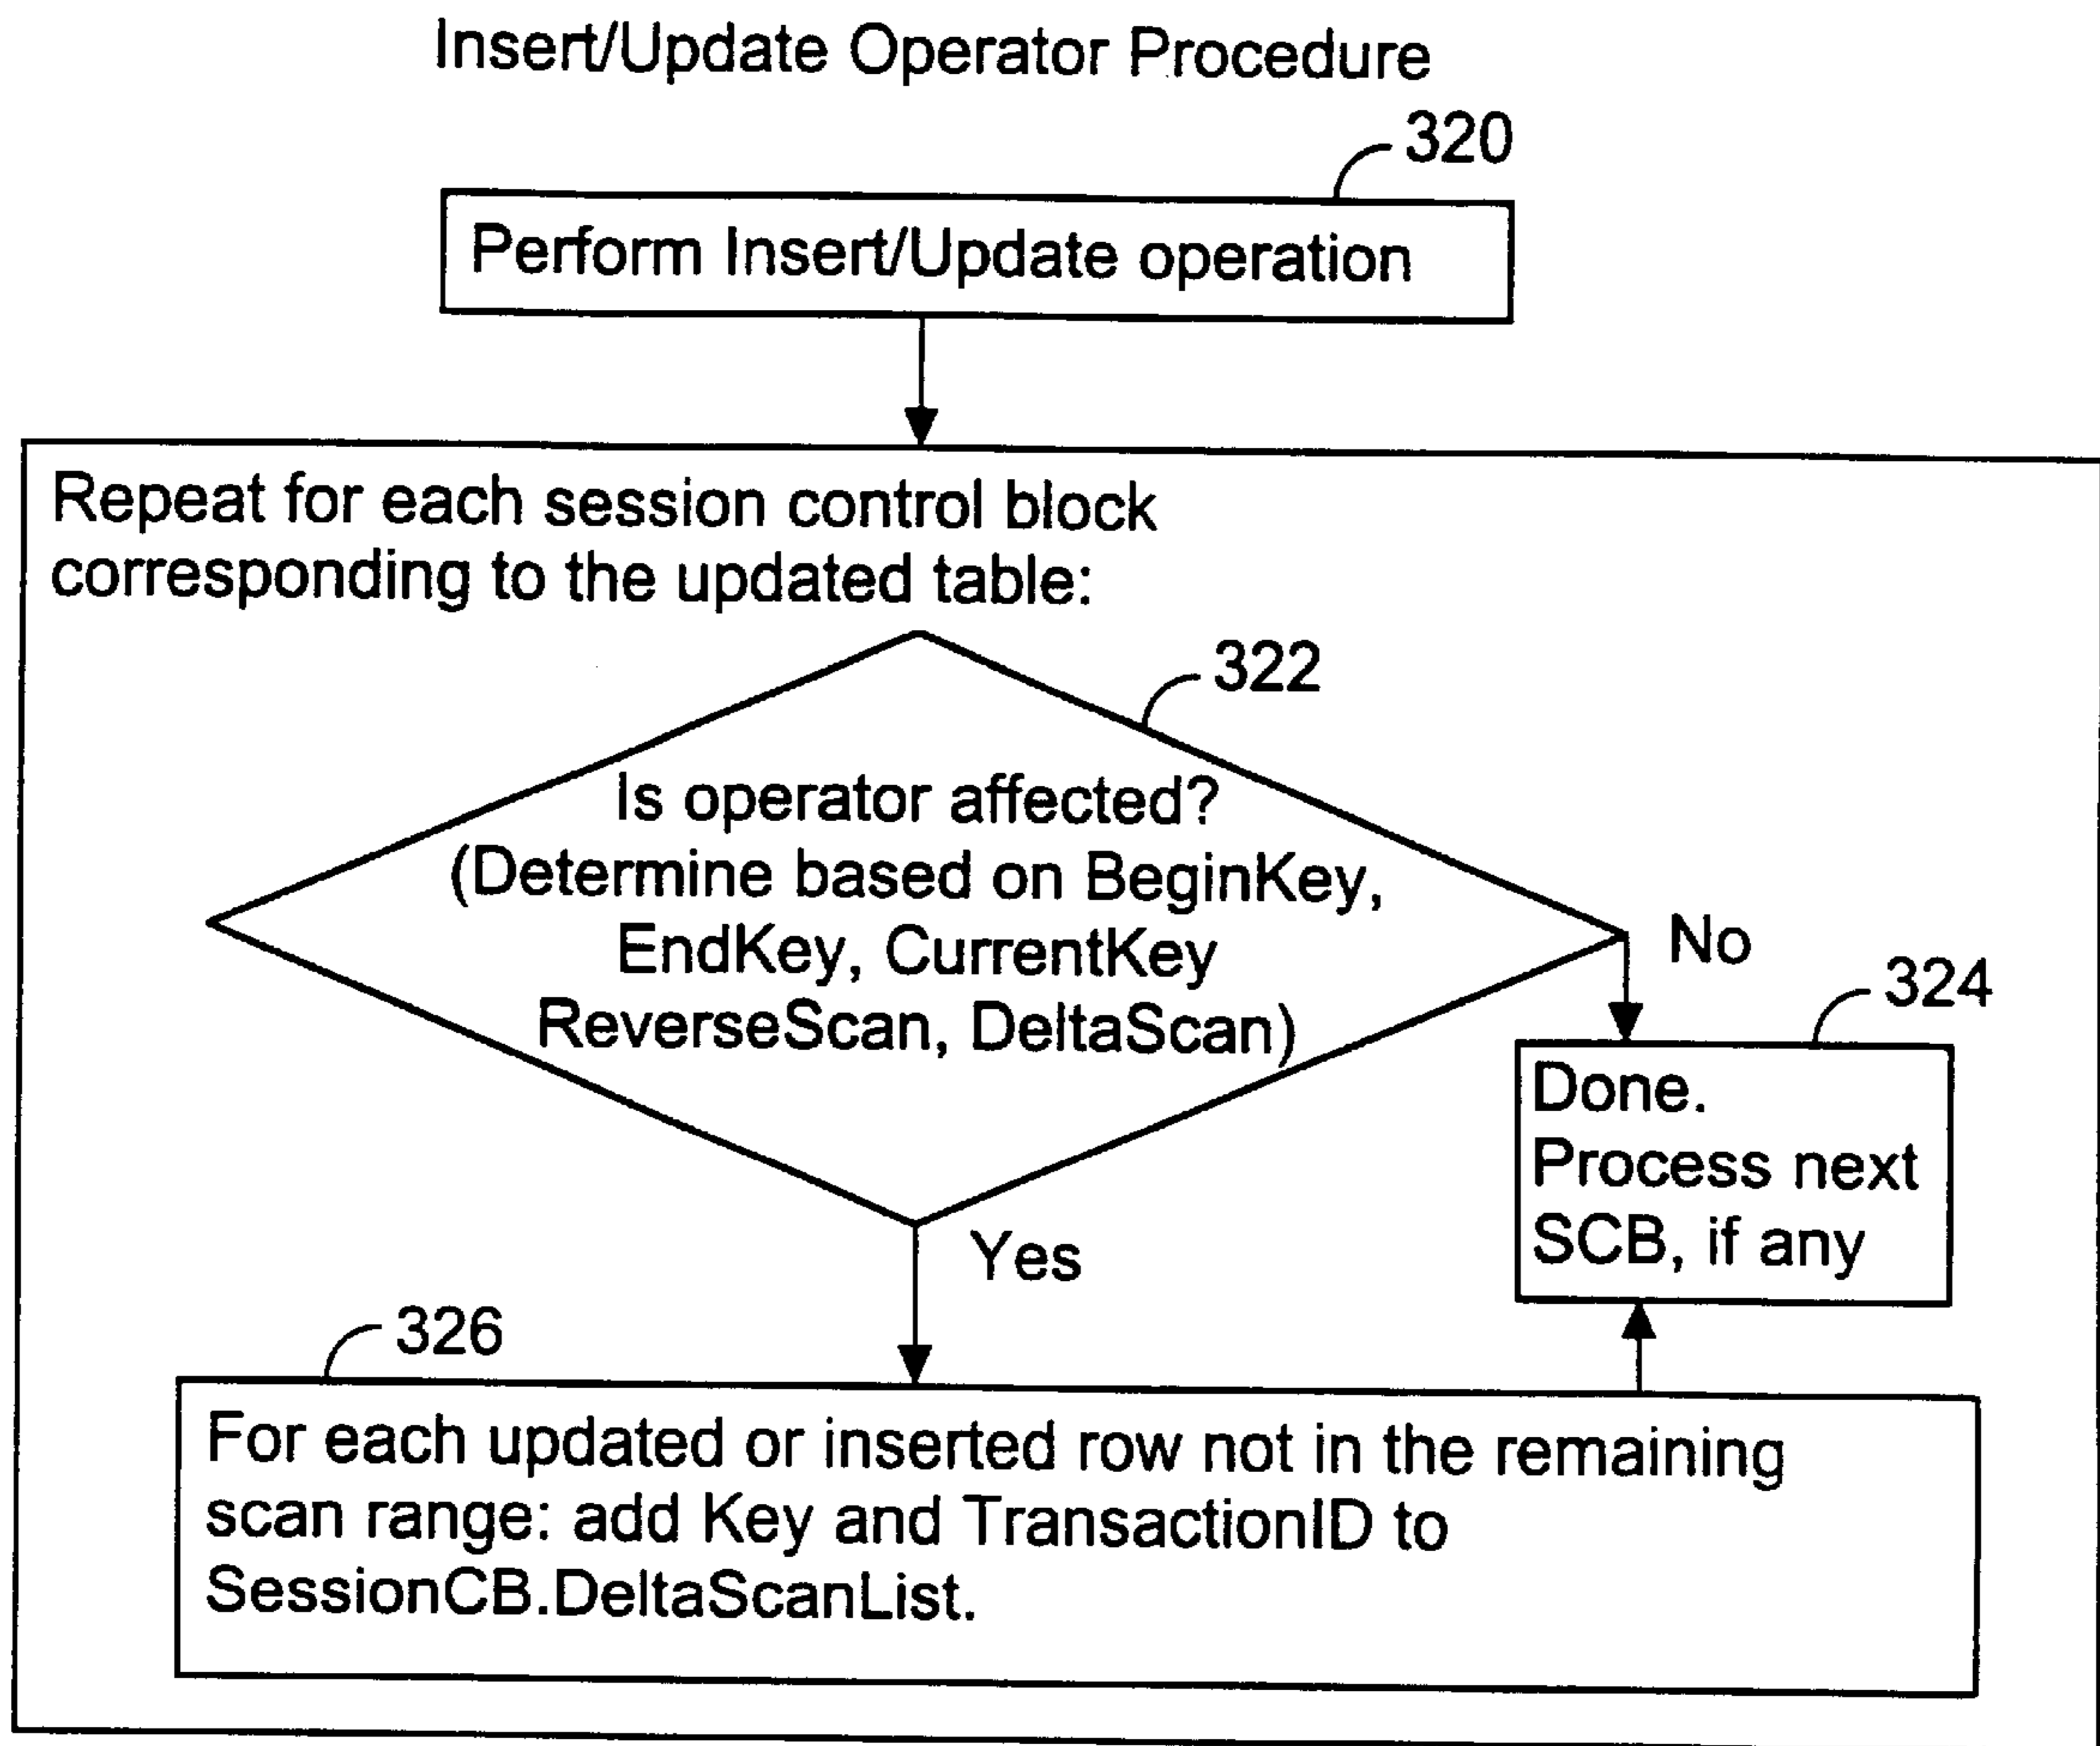 Insert/Update Operator Procedure
320
Perform Insert/Update operation
Repeat for each session control block
corresponding to the updated table:
322
Is operator affected?
(Determine based on BeginKey,
EndKey, CurrentKey
ReverseScan, DeltaScan)
No
324
Done.
Process next
SCB, if any
Yes
326
For each updated or inserted row not in the remaining
scan range: add Key and TransactionID to
SessionCB.DeltaScanList.